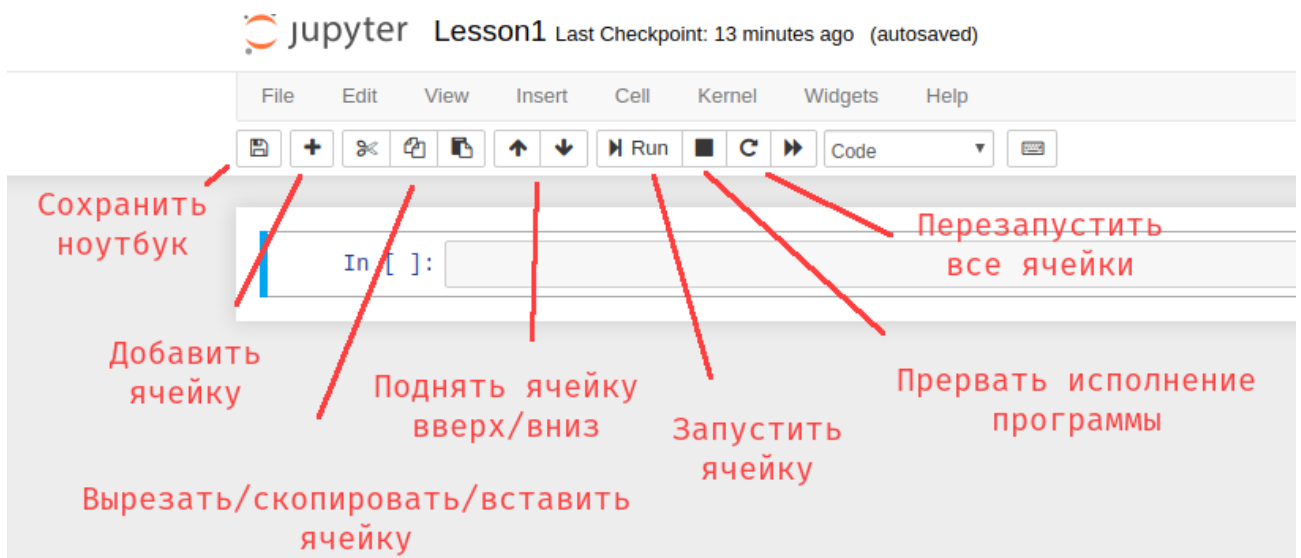 jupyter Lesson1 Last Checkpoint: 13 minutes ago (autosaved)
File Edit View Insert Cell Kernel Widgets Help
Run Code
Сохранить
ноутбук
Перезапустить
все ячейки
In [ ]:
Добавить
ячейку
Поднять ячейку
вверх/вниз
Прервать исполнение
программы
Запустить
ячейку
Вырезать/скопировать/вставить
ячейку